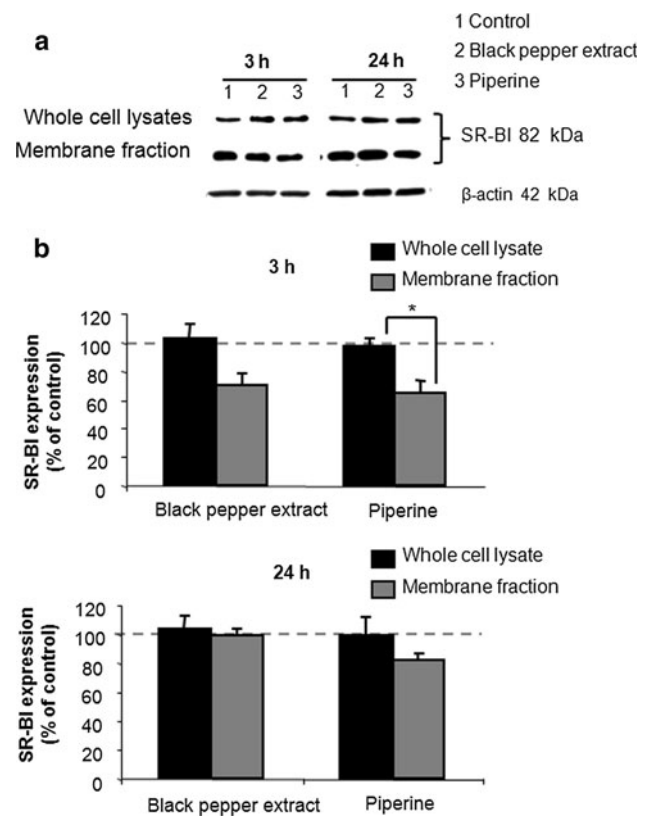 a
1 Control
2 Black pepper extract
3 Piperine
3 h
24 h
1 2 3
1 2 3
Whole cell lysates
Membrane fraction
SR-BI 82 kDa
β-actin 42 kDa
b
3 h
Whole cell lysate
Membrane fraction
*
SR-BI expression
(% of control)
120
100
80
60
40
20
0
Black pepper extract
Piperine
24 h
Whole cell lysate
Membrane fraction
SR-BI expression
(% of control)
120
100
80
60
40
20
0
Black pepper extract
Piperine